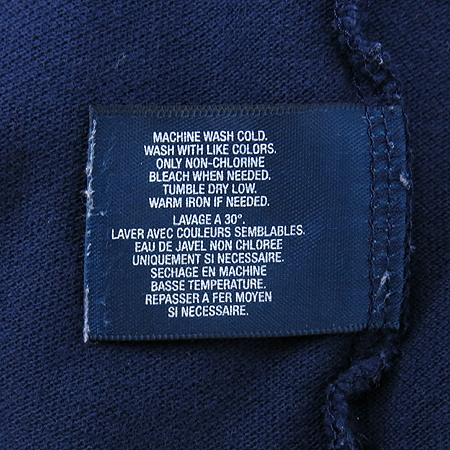 MACHINE WASH COLD.
WASH WITH LIKE COLORS.
ONLY NON-CHLORINE
BLEACH WHEN NEEDED.
TUMBLE DRY LOW.
WARM IRON IF NEEDED.
LAVAGE A 30°.
LAVER AVEC COULEURS SEMBLABLES.
EAU DE JAVEL NON CHLOREE
UNIQUEMENT SI NECESSAIRE.
SECHAGE EN MACHINE
BASSE TEMPERATURE.
REPASSER A FER MOYEN
SI NECESSAIRE.